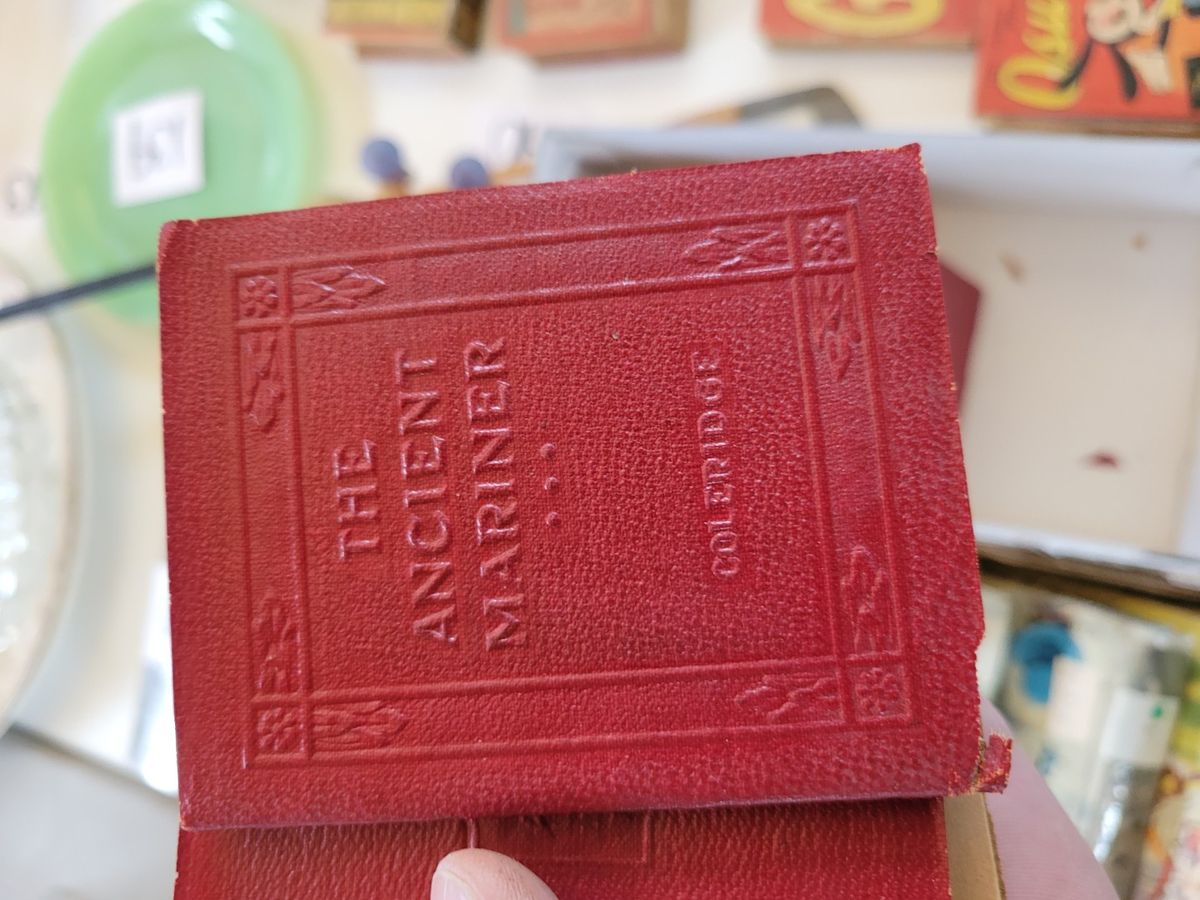 THE
ANCIENT
MARINER
COLERIDGE